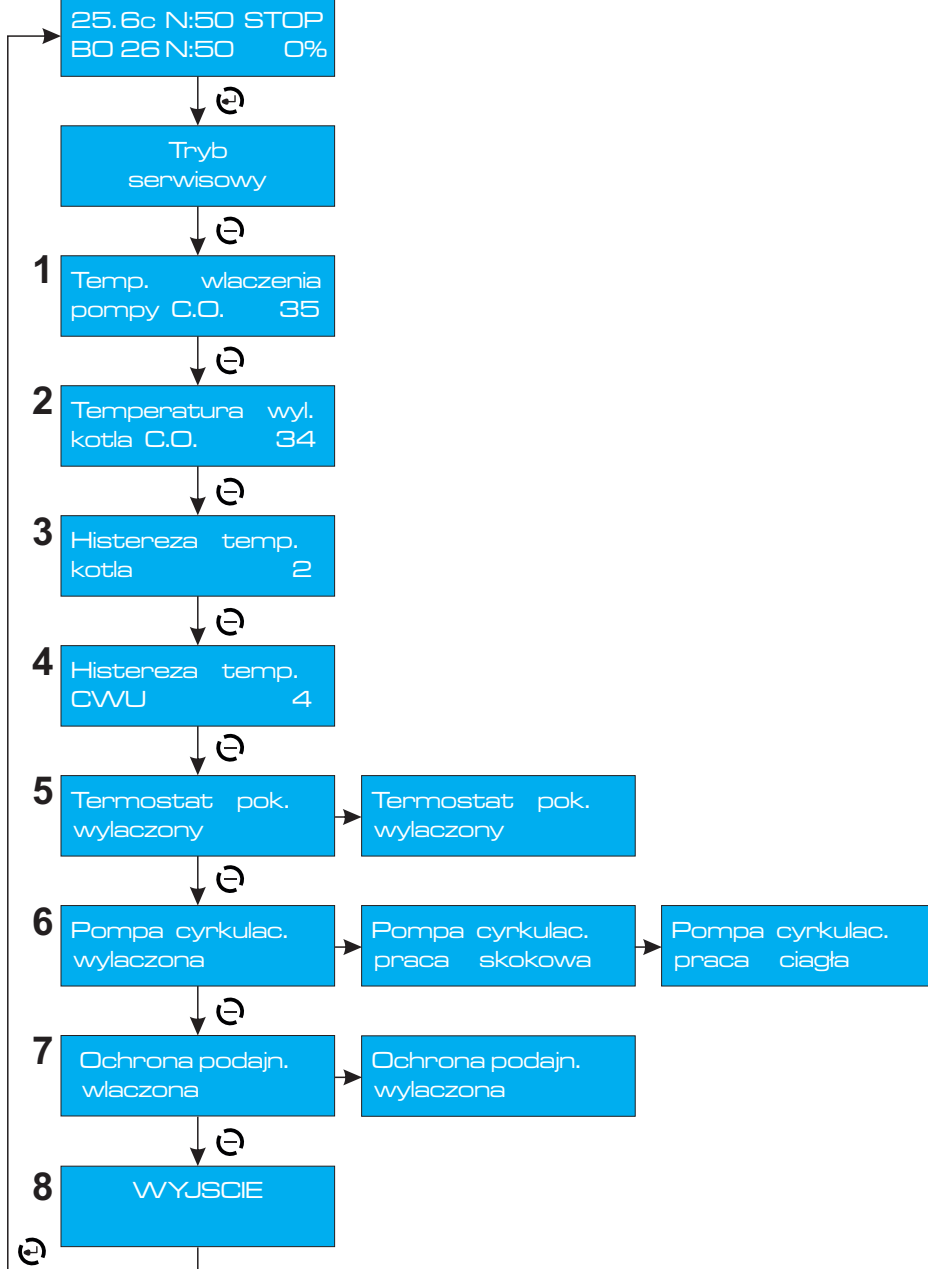 25.6c N:50 STOP
BO 26 N:50 0%
Tryb
serwisowy
1
Temp. wlaczenia
pompy C.O. 35
2
Temperatura wyl.
kotla C.O. 34
3
Histereza temp.
kotla 2
4
Histereza temp.
CWU 4
5
Termostat pok.
wylaczony
Termostat pok.
wylaczony
6
Pompa cyrkulac.
wylaczona
Pompa cyrkulac.
praca skokowa
Pompa cyrkulac.
praca ciagła
7
Ochrona podajn.
wlaczona
Ochrona podajn.
wylaczona
8
WYJSCIE